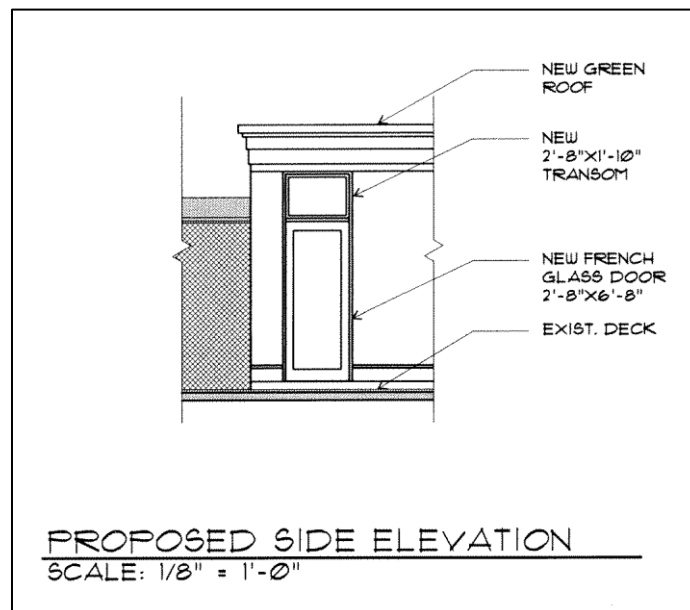 NEW GREEN
ROOF
NEW
2'-8"X1'-10"
TRANSOM
NEW FRENCH
GLASS DOOR
2'-8"X6'-8"
EXIST. DECK
PROPOSED SIDE ELEVATION
SCALE: 1/8" = 1'-0"